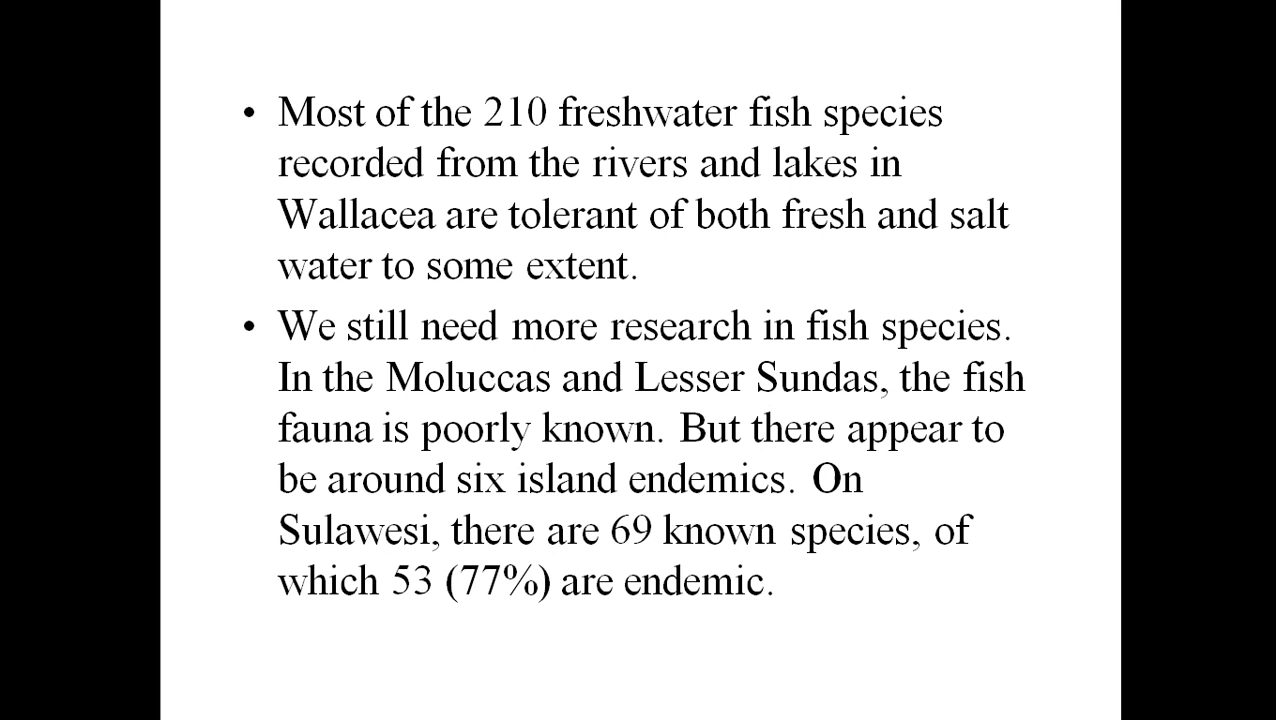 • Most of the 210 freshwater fish species
recorded from the rivers and lakes in
Wallacea are tolerant of both fresh and salt
water to some extent.
• We still need more research in fish species.
In the Moluccas and Lesser Sundas, the fish
fauna is poorly known. But there appear to
be around six island endemics. On
Sulawesi, there are 69 known species, of
which 53 (77%) are endemic.